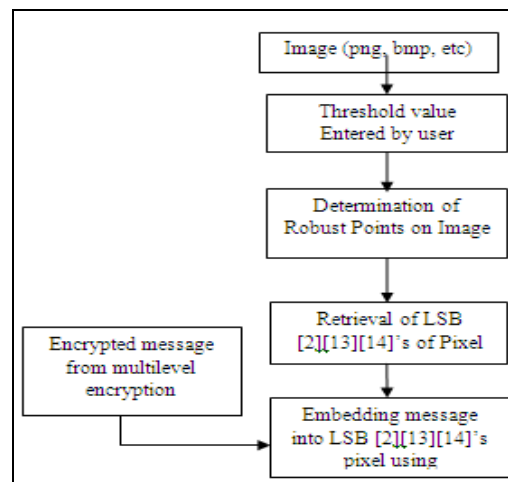 Image (png, bmp, etc)
Threshold value
Entered by user
Determination of
Robust Points on Image
Retrieval of LSB
[2][13][14]'s of Pixel
Encrypted message
from multilevel
encryption
Embedding message
into LSB [2][13][14]'s
pixel using